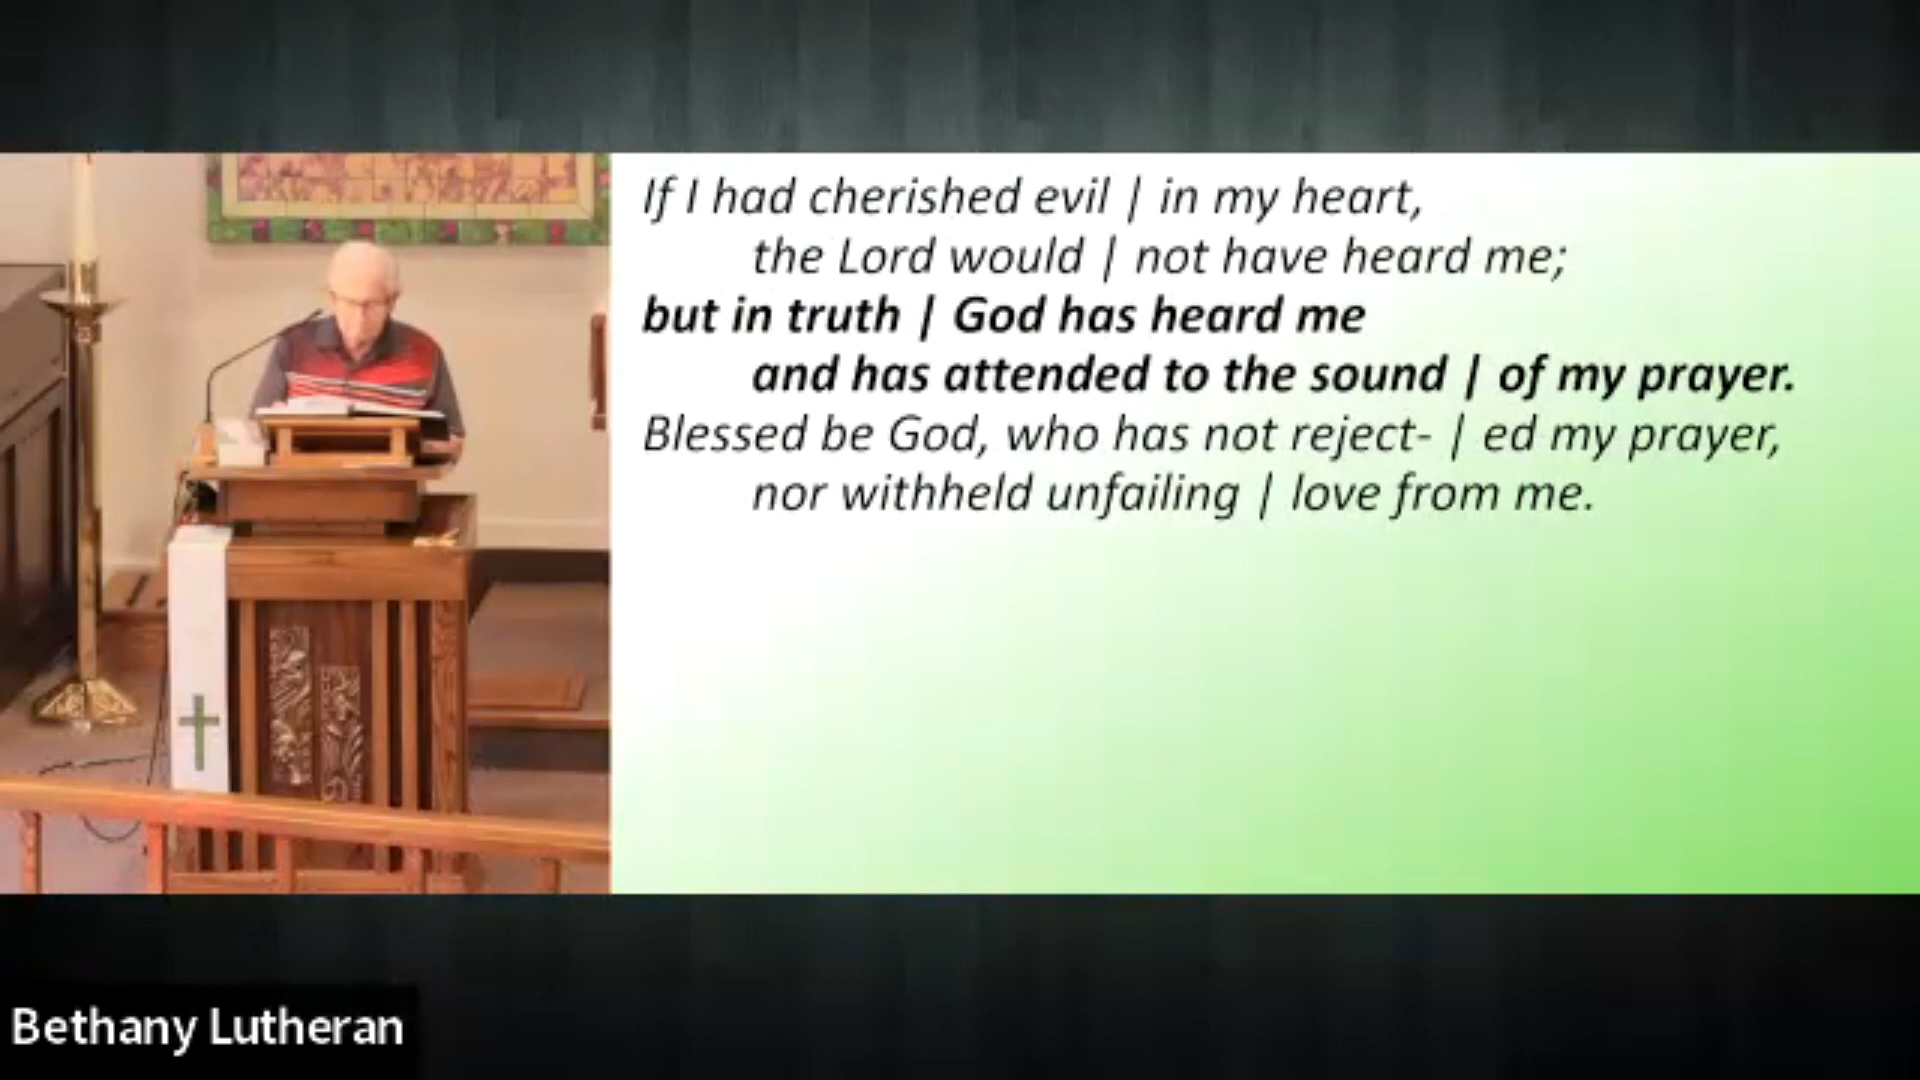 If I had cherished evil | in my heart,
the Lord would | not have heard me;
but in truth | God has heard me
and has attended to the sound | of my prayer.
Blessed be God, who has not reject- | ed my prayer,
nor withheld unfailing | love from me.
Bethany Lutheran